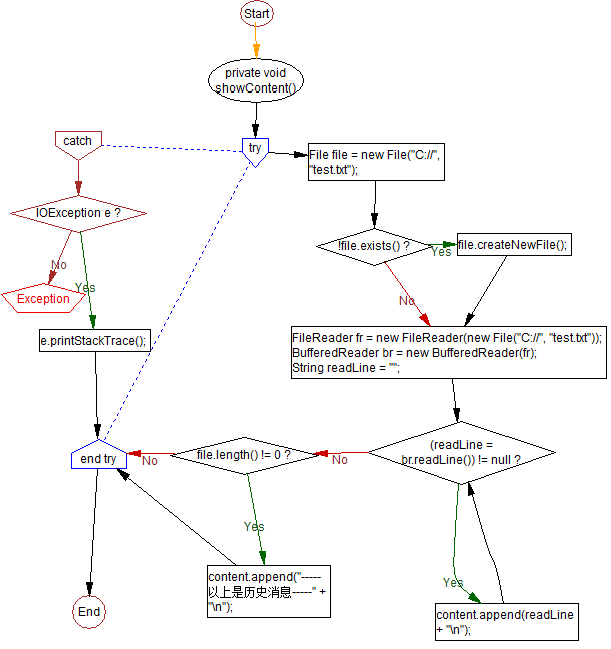 Start
private void
showContent()
catch
try
File file = new File("C://",
"test.txt");
IOException e ?
!file.exists() ?
Yes
file.createNewFile();
No
Exception
Yes
No
e.printStackTrace();
FileReader fr = new FileReader(new File("C://", "test.txt"));
BufferedReader br = new BufferedReader(fr);
String readLine = "";
end try
No
file.length() != 0 ?
No
(readLine =
br.readLine()) != null ?
Yes
Yes
content.append("-----
以上是历史消息-----" +
"\n");
content.append(readLine
+ "\n");
End